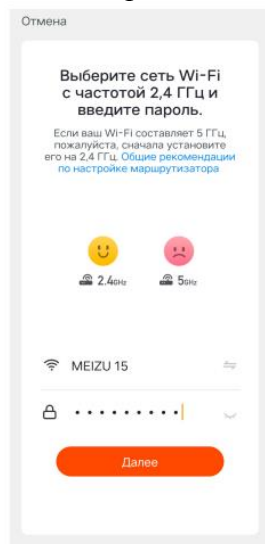 Отмена
Выберите сеть Wi-Fi
с частотой 2,4 ГГц и
введите пароль.
Если ваш Wi-Fi составляет 5 ГГц,
пожалуйста, сначала установите
его на 2,4 ГГц. Общие рекомендации
по настройке маршрутизатора
2.4GHz 5GHz
MEIZU 15
•••••••••
Далее